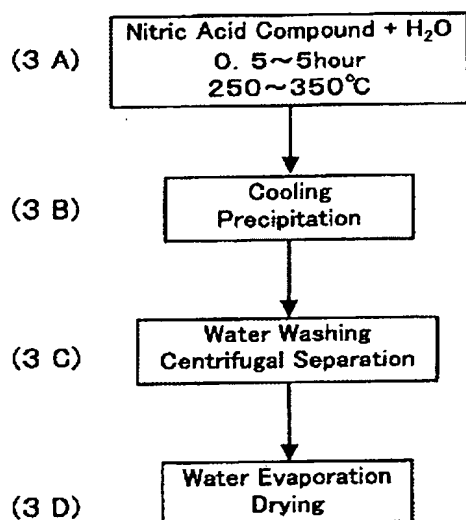 (3 A)
Nitric Acid Compound + H₂O
0. 5~5hour
250~350℃
(3 B)
Cooling
Precipitation
(3 C)
Water Washing
Centrifugal Separation
(3 D)
Water Evaporation
Drying